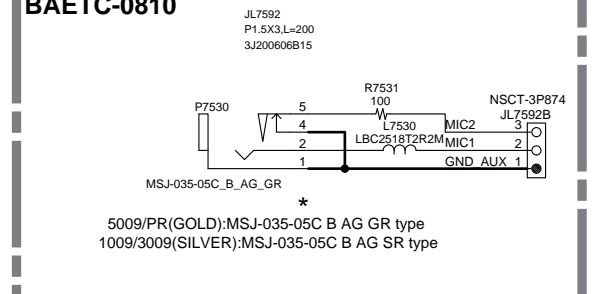 BAETC-0810
JL7592
P1.5X3,L=200
3J200606B15
R7531
100
NSCT-3P874
JL7592B
P7530
5
4
2
1
L7530
LBC2518T2R2M
MIC2 3
MIC1 2
GND_AUX 1
MSJ-035-05C_B_AG_GR
*
5009/PR(GOLD):MSJ-035-05C B AG GR type
1009/3009(SILVER):MSJ-035-05C B AG SR type